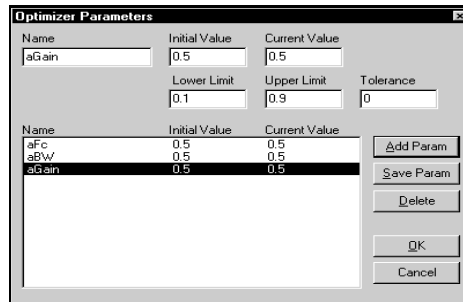 Optimizer Parameters
Name Initial Value Current Value
aGain 0.5 0.5
Lower Limit Upper Limit Tolerance
0.1 0.9 0
Name Initial Value Current Value
aFc 0.5 0.5
aBW 0.5 0.5
aGain 0.5 0.5
Add Param
Save Param
Delete
OK
Cancel